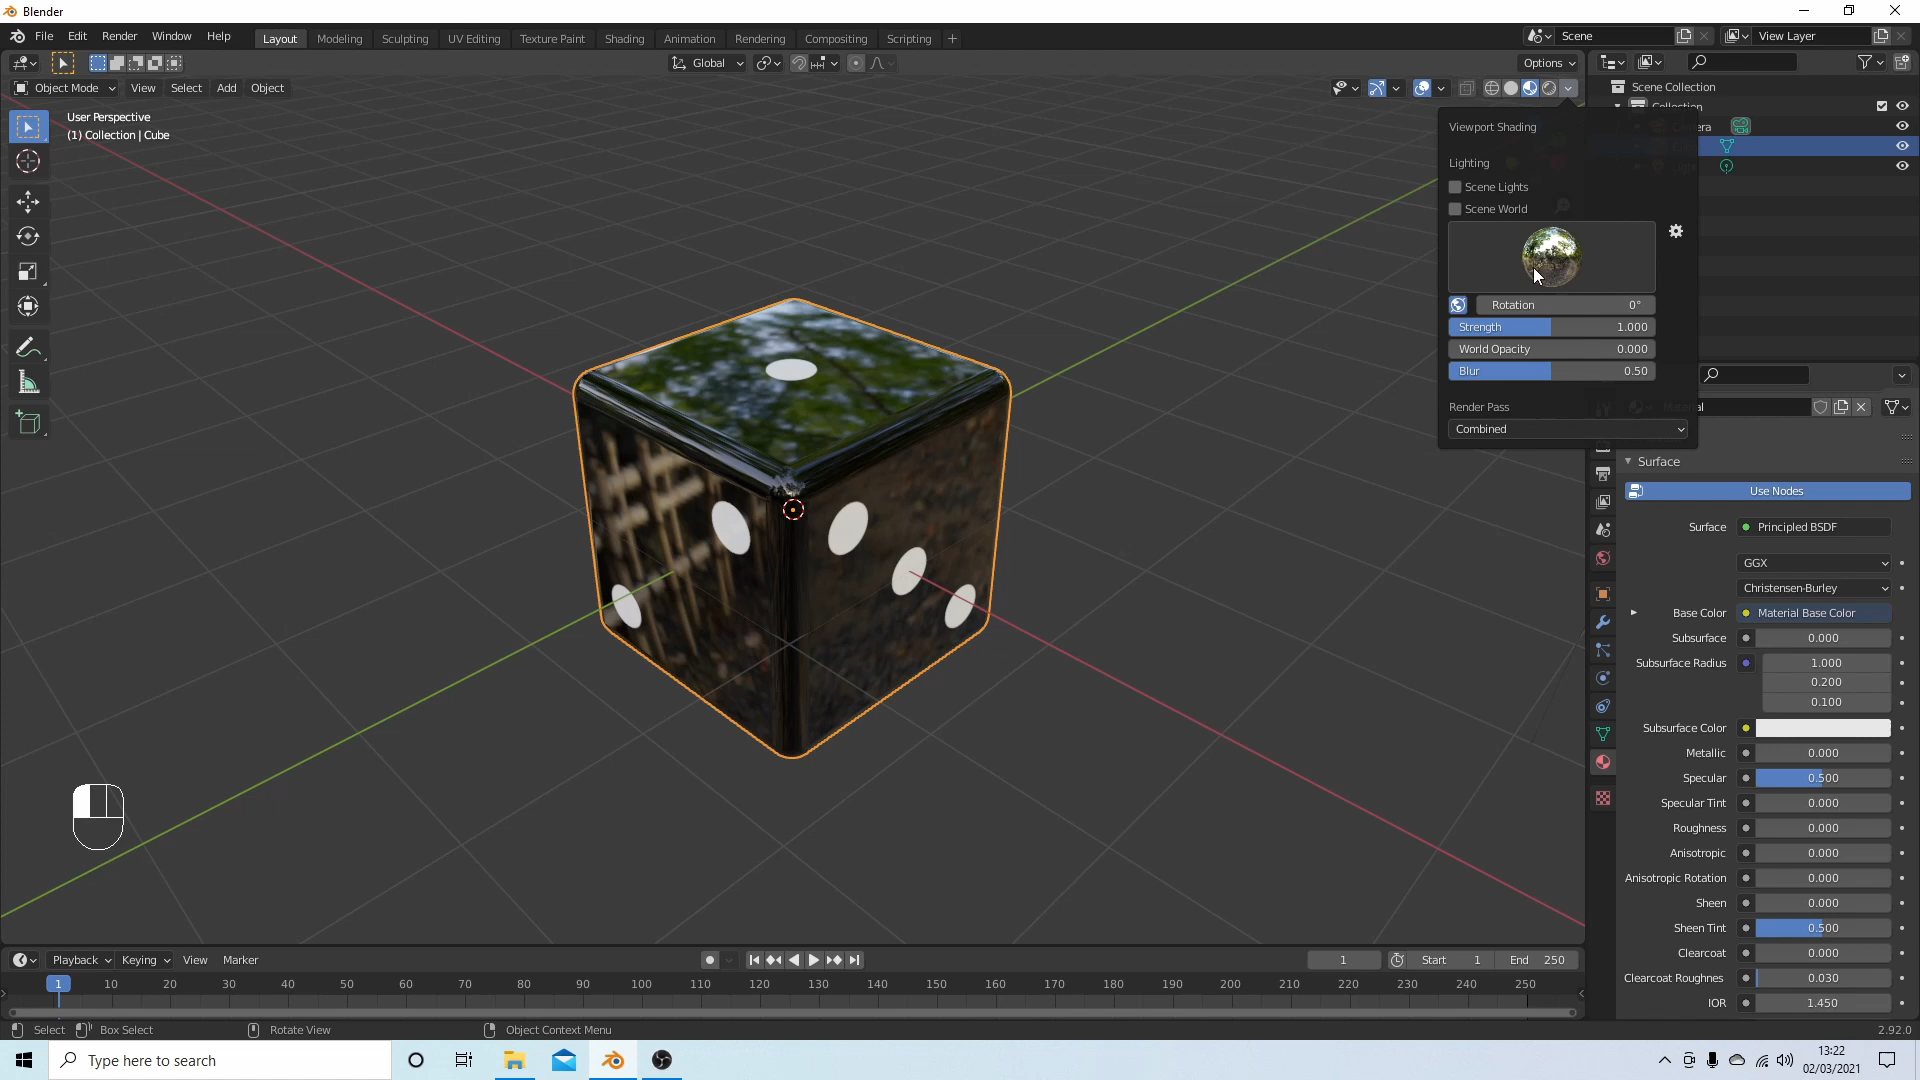 Blender
File Edit Render Window Help
Layout Modeling Sculpting UV Editing Texture Paint Shading Animation Rendering Compositing Scripting
Scene
View Layer
Global
Options
Object Mode View Select Add Object
User Perspective
(1) Collection | Cube
Scene Collection
Collection
Viewport Shading
Lighting
Scene Lights
Scene World
Rotation 0°
Strength 1.000
World Opacity 0.000
Blur 0.50
Render Pass
Combined
Surface
Use Nodes
Surface Principled BSDF
GGX
Christensen-Burley
Base Color Material Base Color
Subsurface 0.000
Subsurface Radius 1.000
0.200
0.100
Subsurface Color
Metallic 0.000
Specular 0.500
Specular Tint 0.000
Roughness 0.000
Anisotropic 0.000
Anisotropic Rotation 0.000
Sheen 0.000
Sheen Tint 0.500
Clearcoat 0.000
Clearcoat Roughnes 0.030
IOR 1.450
Playback Keying View Marker
1 Start 1 End 250
1 10 20 30 40 50 60 70 80 90 100 110 120 130 140 150 160 170 180 190 200 210 220 230 240 250
Select Box Select Rotate View Object Context Menu
2.92.0
Type here to search
13:22
02/03/2021